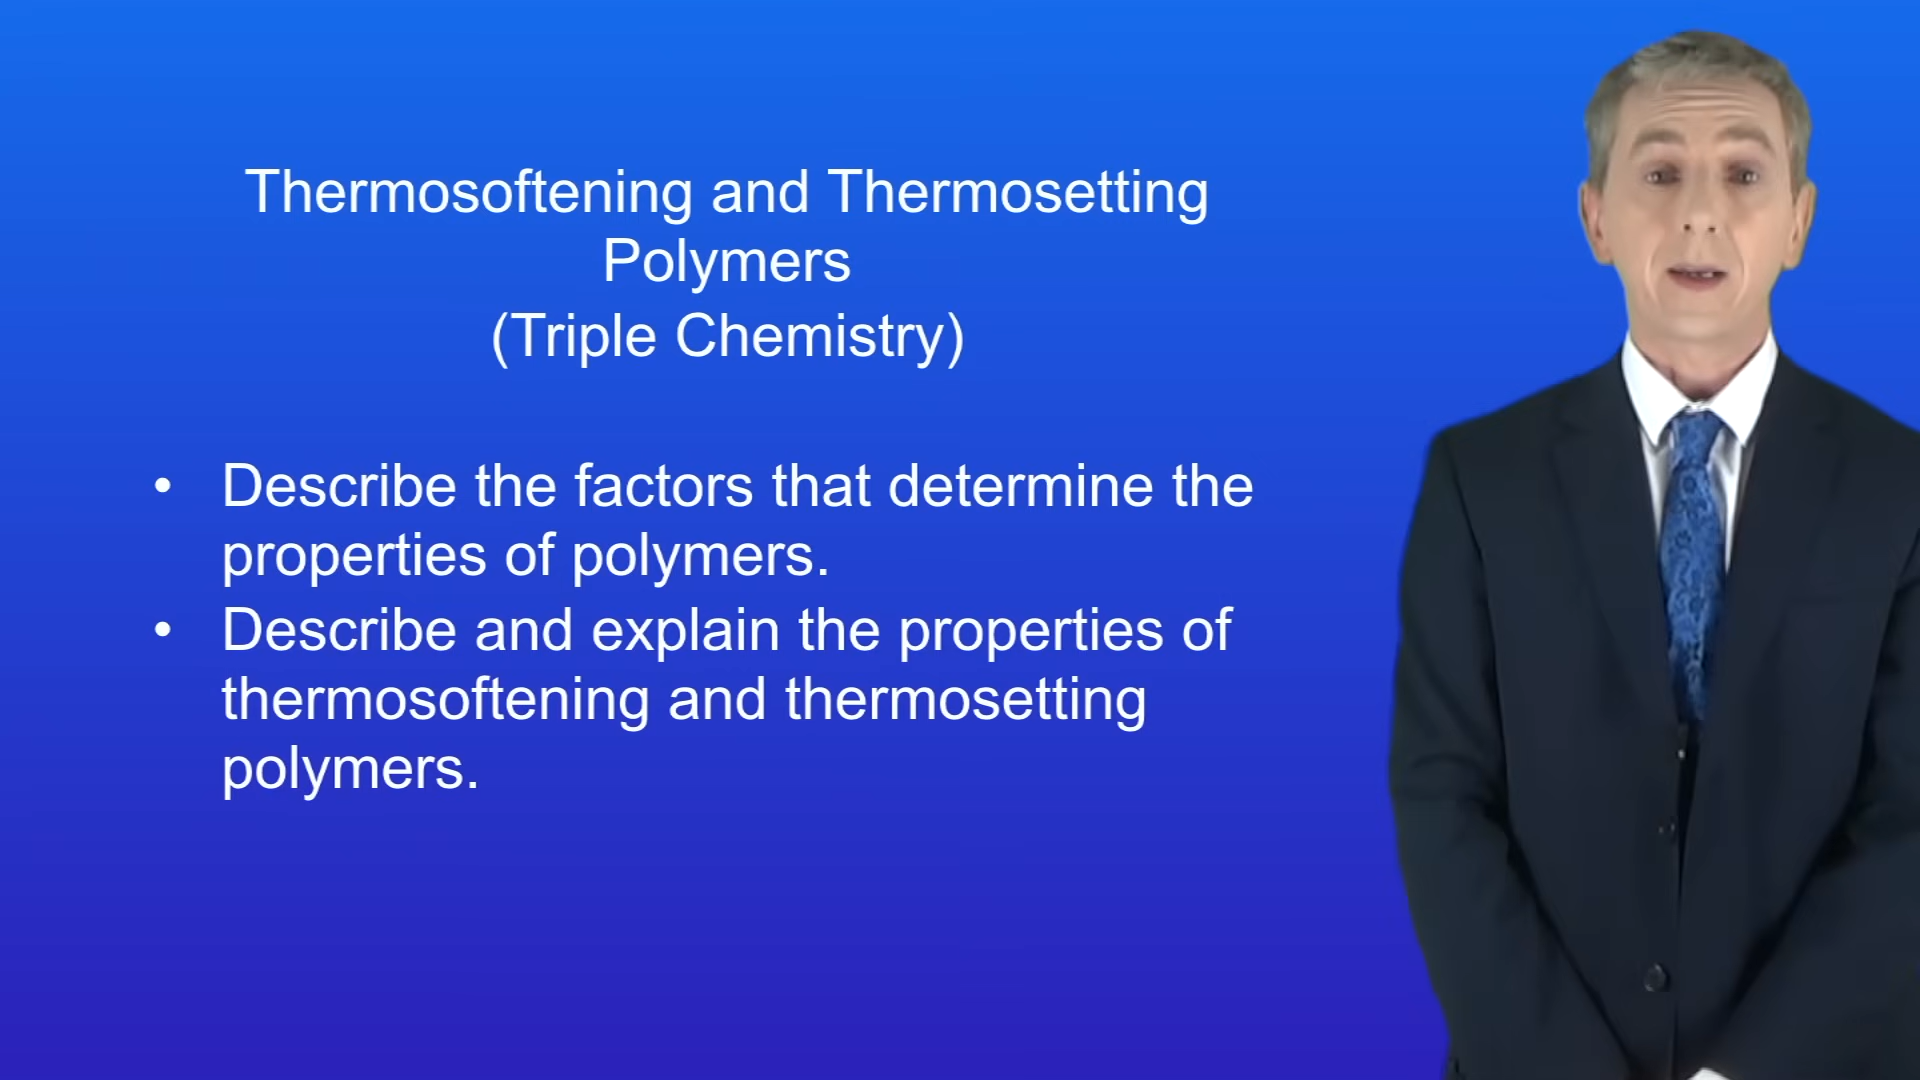 Thermosoftening and Thermosetting
Polymers
(Triple Chemistry)
• Describe the factors that determine the
properties of polymers.
• Describe and explain the properties of
thermosoftening and thermosetting
polymers.